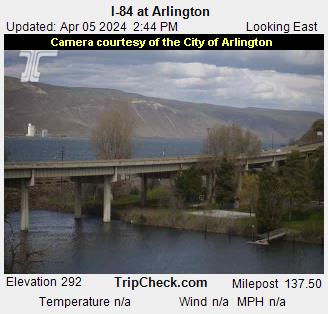 I-84 at Arlington
Updated: Apr 05 2024 2:44 PM Looking East
Camera courtesy of the City of Arlington
Elevation 292 TripCheck.com Milepost 137.50
Temperature n/a Wind n/a MPH n/a